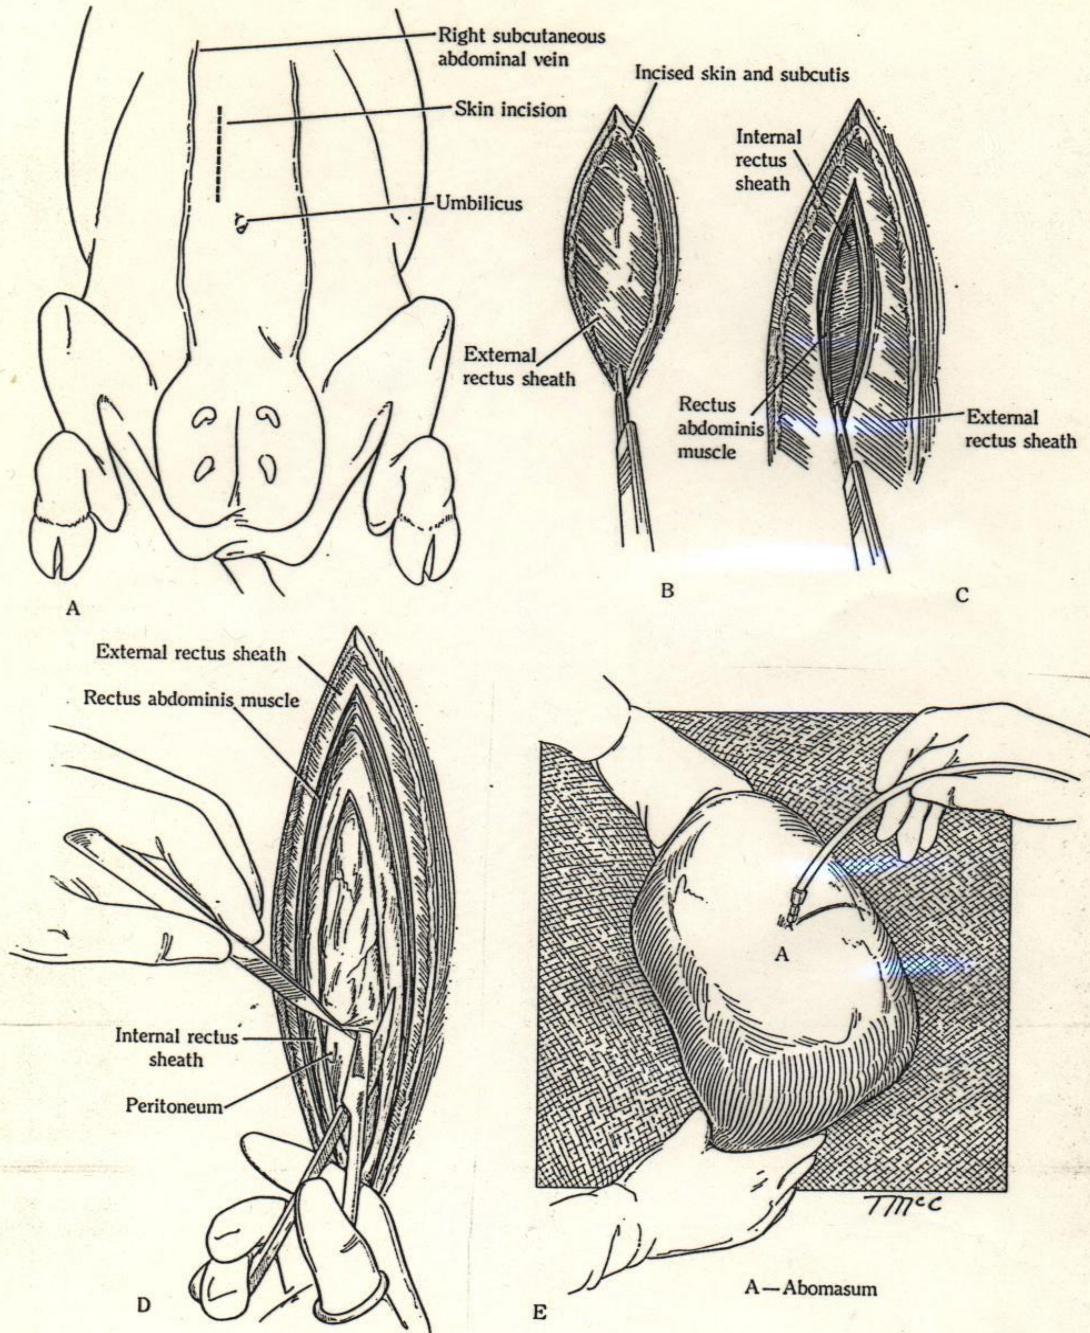 Right subcutaneous
abdominal vein
Skin incision
Umbilicus
A
Incised skin and subcutis
External
rectus sheath
B
Internal
rectus
sheath
Rectus
abdominis
muscle
External
rectus sheath
C
External rectus sheath
Rectus abdominis muscle
Internal rectus
sheath
Peritoneum
D
A
TMcC
E
A—Abomasum